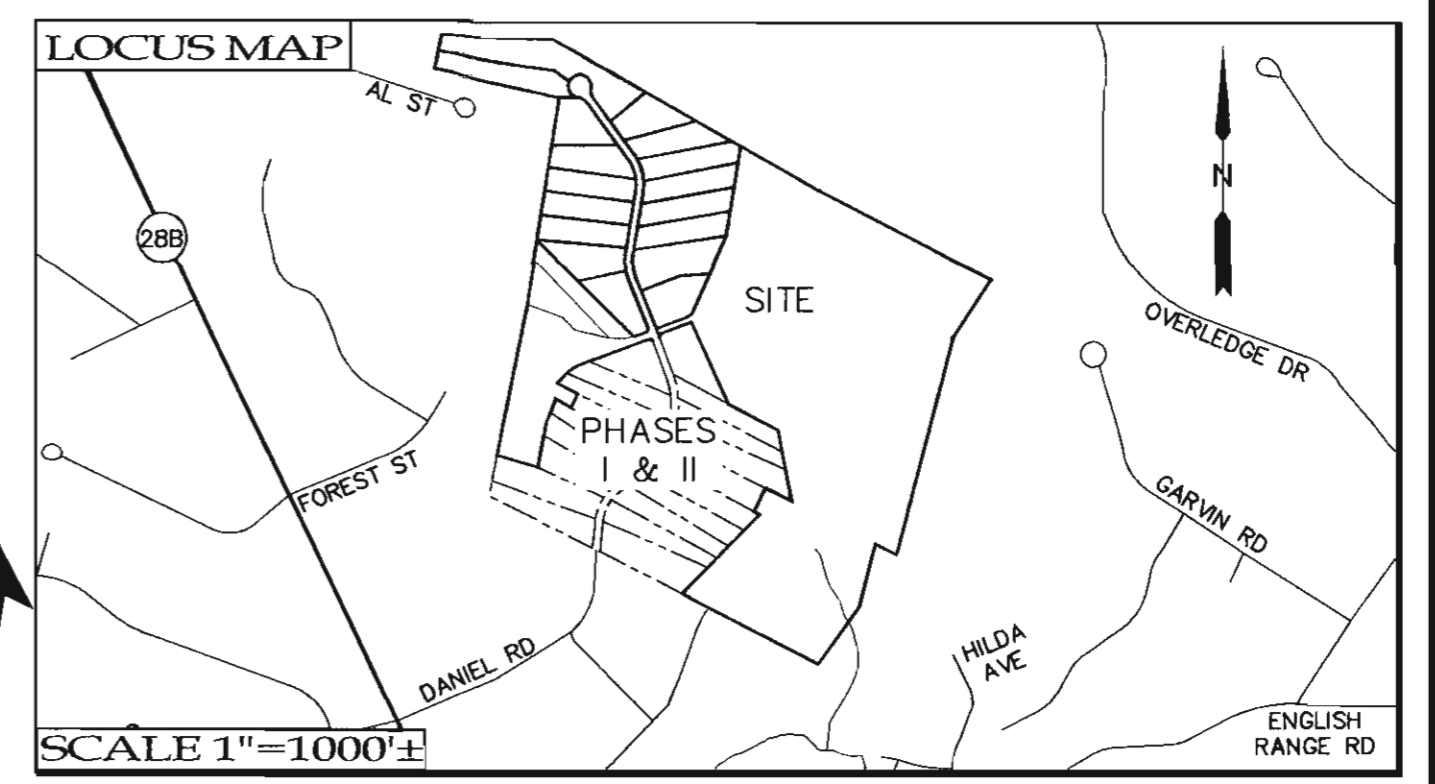 LOCUS MAP
AL ST
28B
N
SITE
OVERLEDGE DR
PHASES
I & II
FOREST ST
GARVIN RD
DANIEL RD
HILDA
AVE
ENGLISH
RANGE RD
SCALE 1"=1000'±